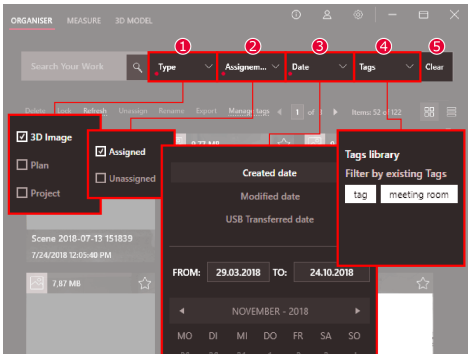 ORGANISER MEASURE 3D MODEL
1 2 3 4 5
Search Your Work Type Assignem... Date Tags Clear
Delete Lock Refresh Unassign Rename Export Manage tags 1 of 1 Items: 52 of 122
3D Image
Plan
Project
Assigned
Unassigned
Created date
Modified date
USB Transferred date
FROM: 29.03.2018 TO: 24.10.2018
NOVEMBER - 2018
MO DI MI DO FR SA SO
Tags library
Filter by existing Tags
tag meeting room
Scene 2018-07-13 151839
7/24/2018 12:05:40 PM
7,87 MB